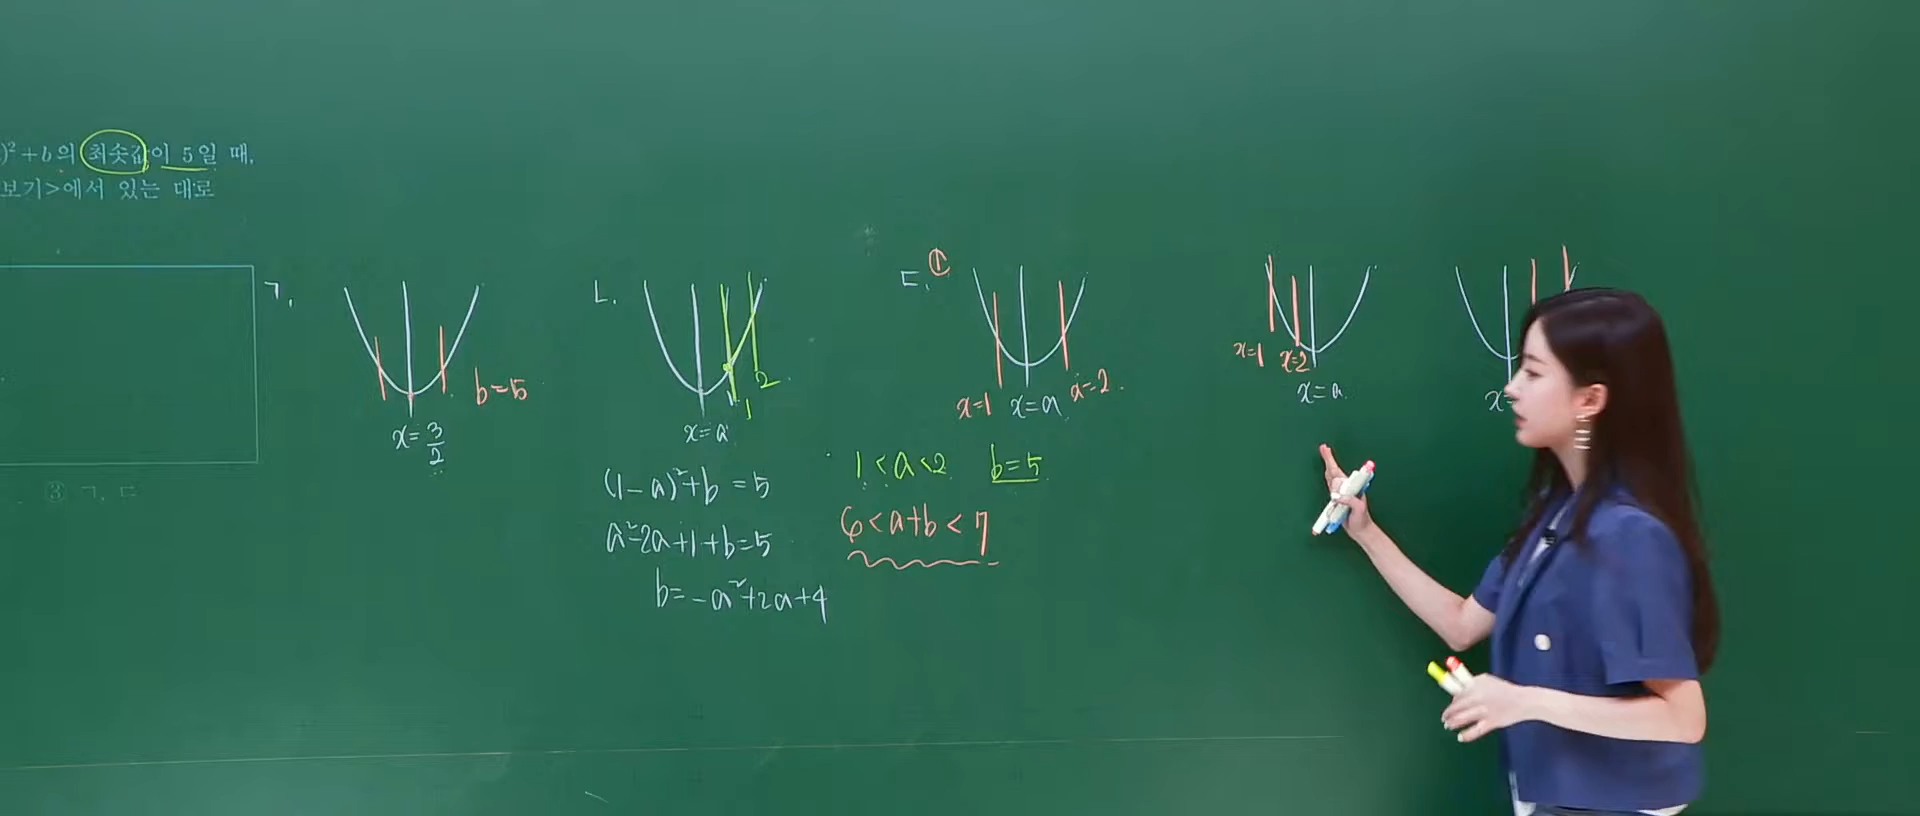 )²+b의 최솟값이 5일 때,
보기>에서 있는 대로
③ ㄱ, ㄷ
ㄱ.
b=5
x=3/2
ㄴ.
2
1
x=a
(1-a)²+b=5
a²-2a+1+b=5
b=-a²+2a+4
ㄷ. ①
x=1 x=a x=2
1<a<2 b=5
6<a+b<7
x=1 x=2
x=a
x=